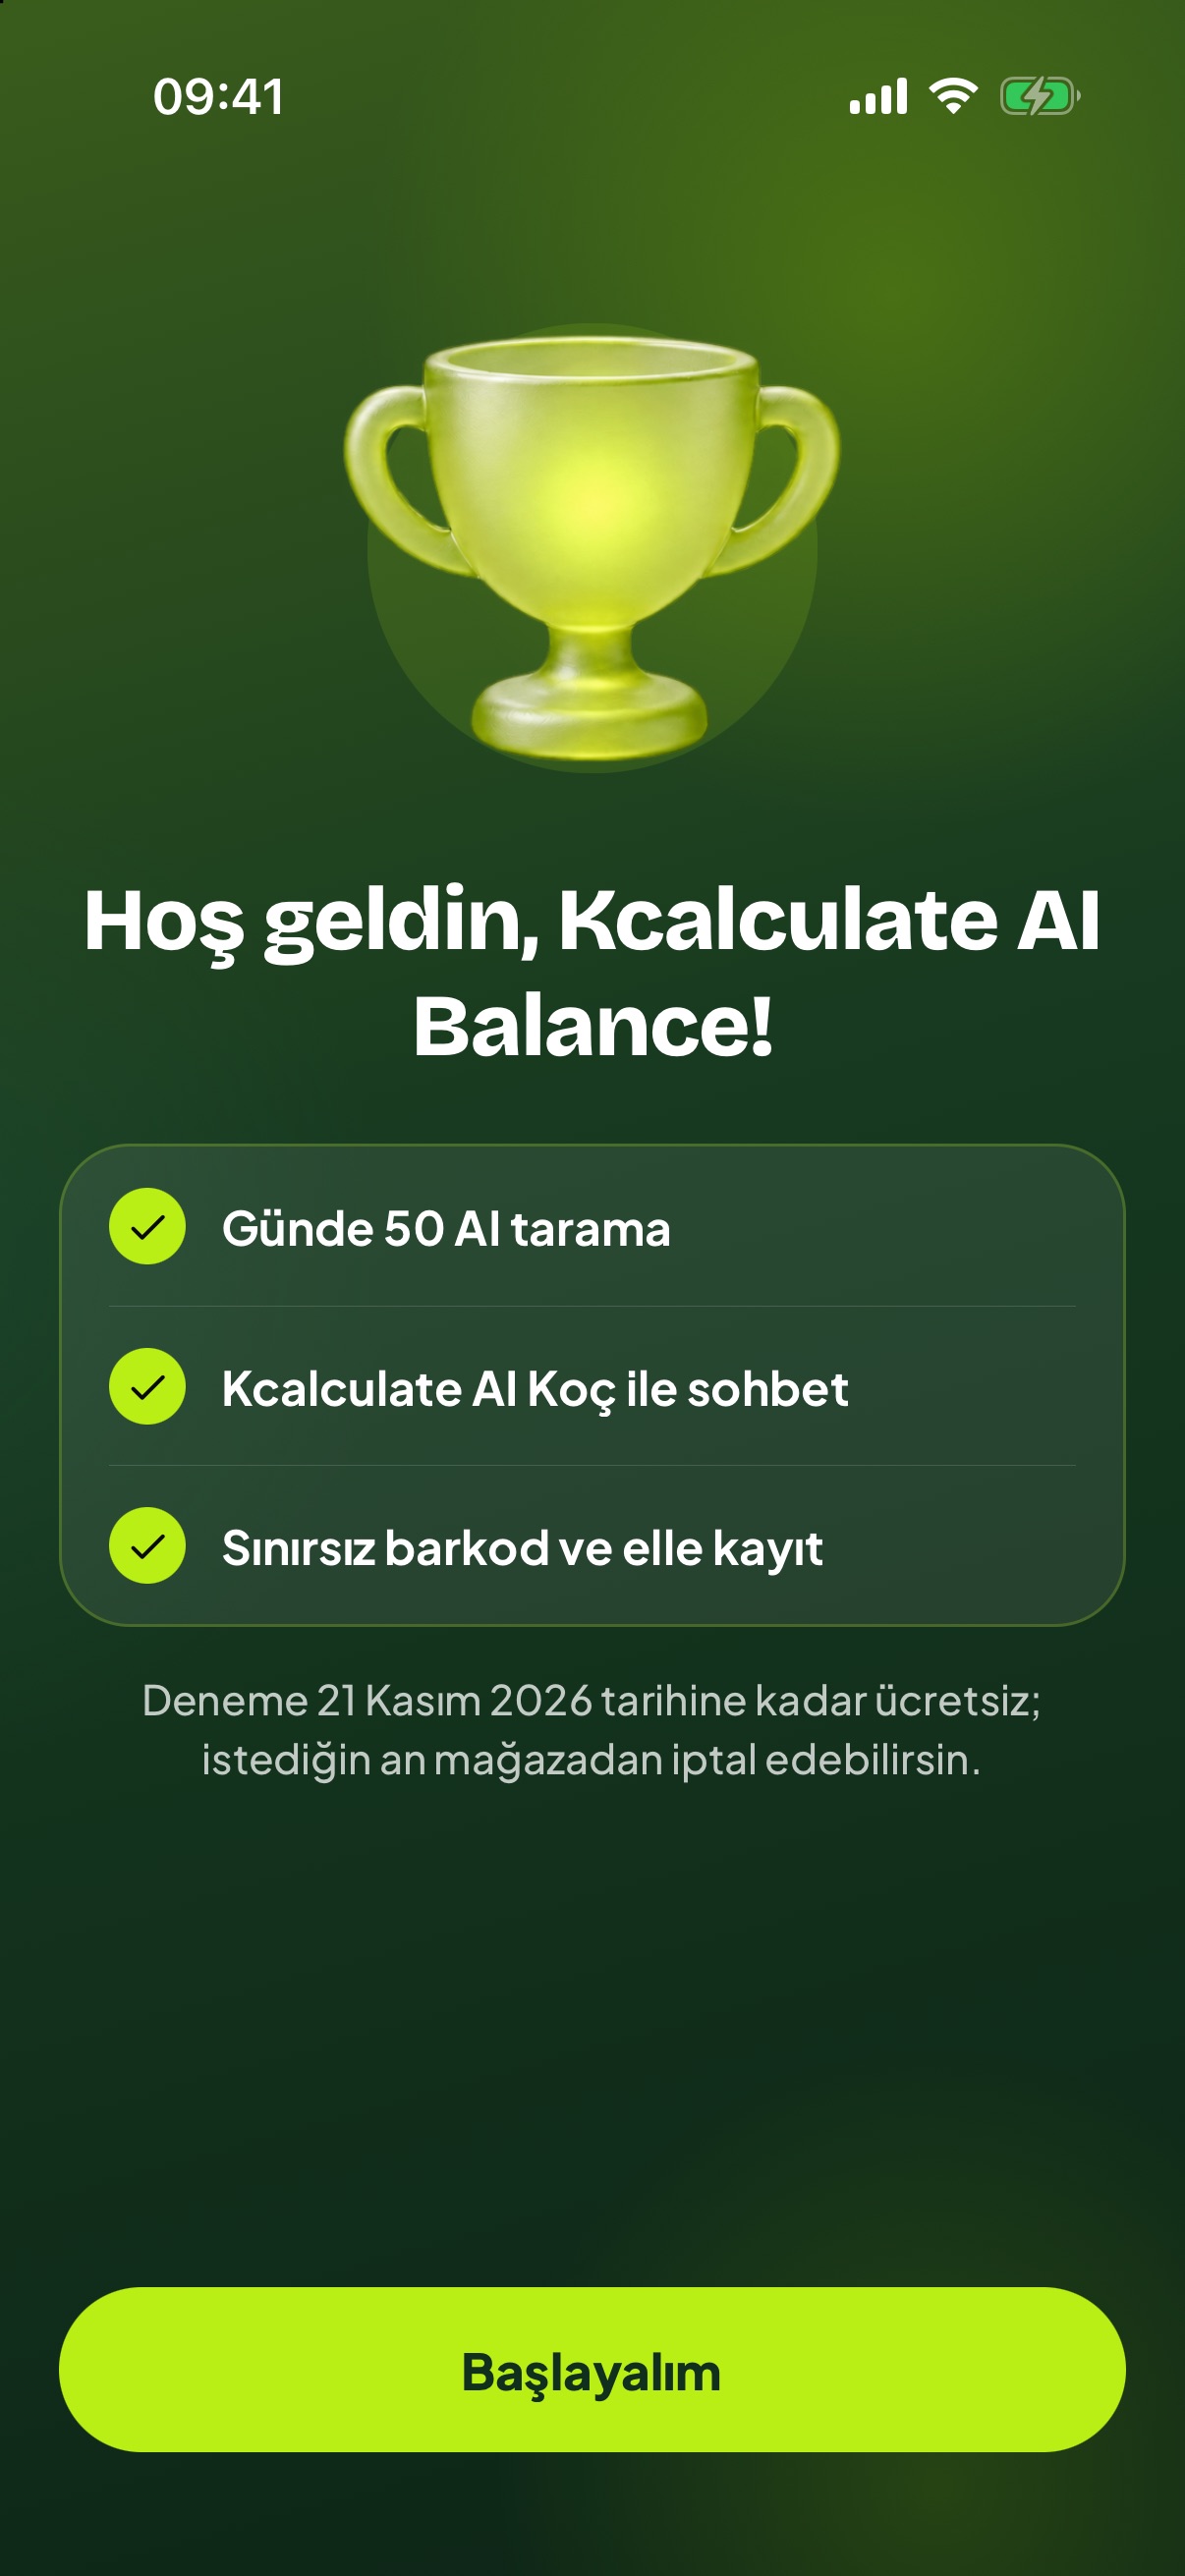 09:41
Hoş geldin, Kcalculate AI
Balance!
Günde 50 AI tarama
Kcalculate AI Koç ile sohbet
Sınırsız barkod ve elle kayıt
Deneme 21 Kasım 2026 tarihine kadar ücretsiz;
istediğin an mağazadan iptal edebilirsin.
Başlayalım